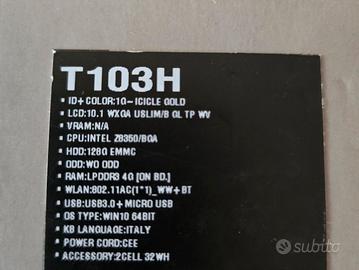 T103H
▪ ID+ COLOR:1G~ICICLE GOLD
▪ LCD:10.1 WXGA USLIM/B GL TP WV
▪ VRAM:N/A
▪ CPU:INTEL Z8350/BGA
▪ HDD:128G EMMC
▪ ODD:WO ODD
▪ RAM:LPDDR3 4G [ON BD.]
▪ WLAN:802.11AC(1*1)_WW+BT
▪ USB:USB3.0+ MICRO USB
▪ OS TYPE:WIN10 64BIT
▪ KB LANGUAGE:ITALY
▪ POWER CORD:CEE
▪ ACCESSORY:2CELL 32WH
subito